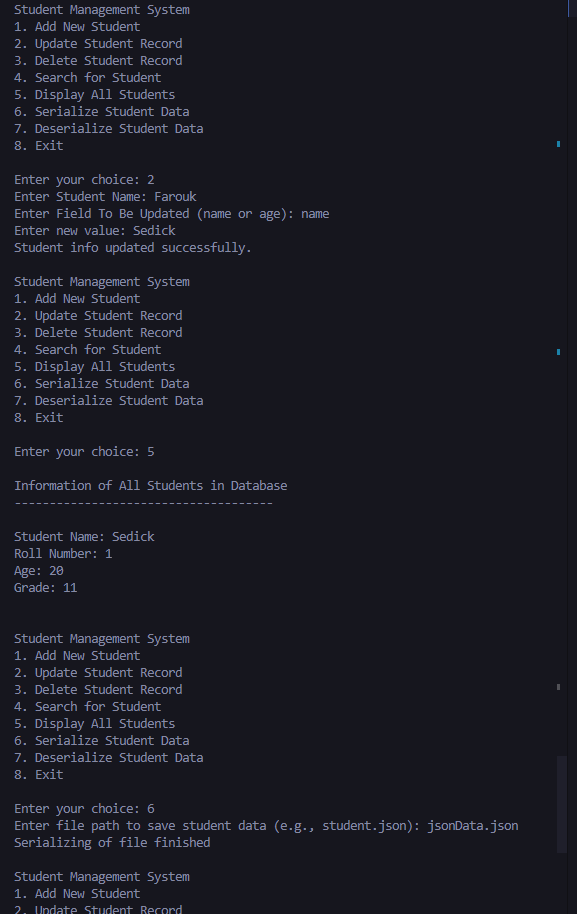 Student Management System
1. Add New Student
2. Update Student Record
3. Delete Student Record
4. Search for Student
5. Display All Students
6. Serialize Student Data
7. Deserialize Student Data
8. Exit
Enter your choice: 2
Enter Student Name: Farouk
Enter Field To Be Updated (name or age): name
Enter new value: Sedick
Student info updated successfully.
Student Management System
1. Add New Student
2. Update Student Record
3. Delete Student Record
4. Search for Student
5. Display All Students
6. Serialize Student Data
7. Deserialize Student Data
8. Exit
Enter your choice: 5
Information of All Students in Database
-------------------------------------
Student Name: Sedick
Roll Number: 1
Age: 20
Grade: 11
Student Management System
1. Add New Student
2. Update Student Record
3. Delete Student Record
4. Search for Student
5. Display All Students
6. Serialize Student Data
7. Deserialize Student Data
8. Exit
Enter your choice: 6
Enter file path to save student data (e.g., student.json): jsonData.json
Serializing of file finished
Student Management System
1. Add New Student
2. Update Student Record